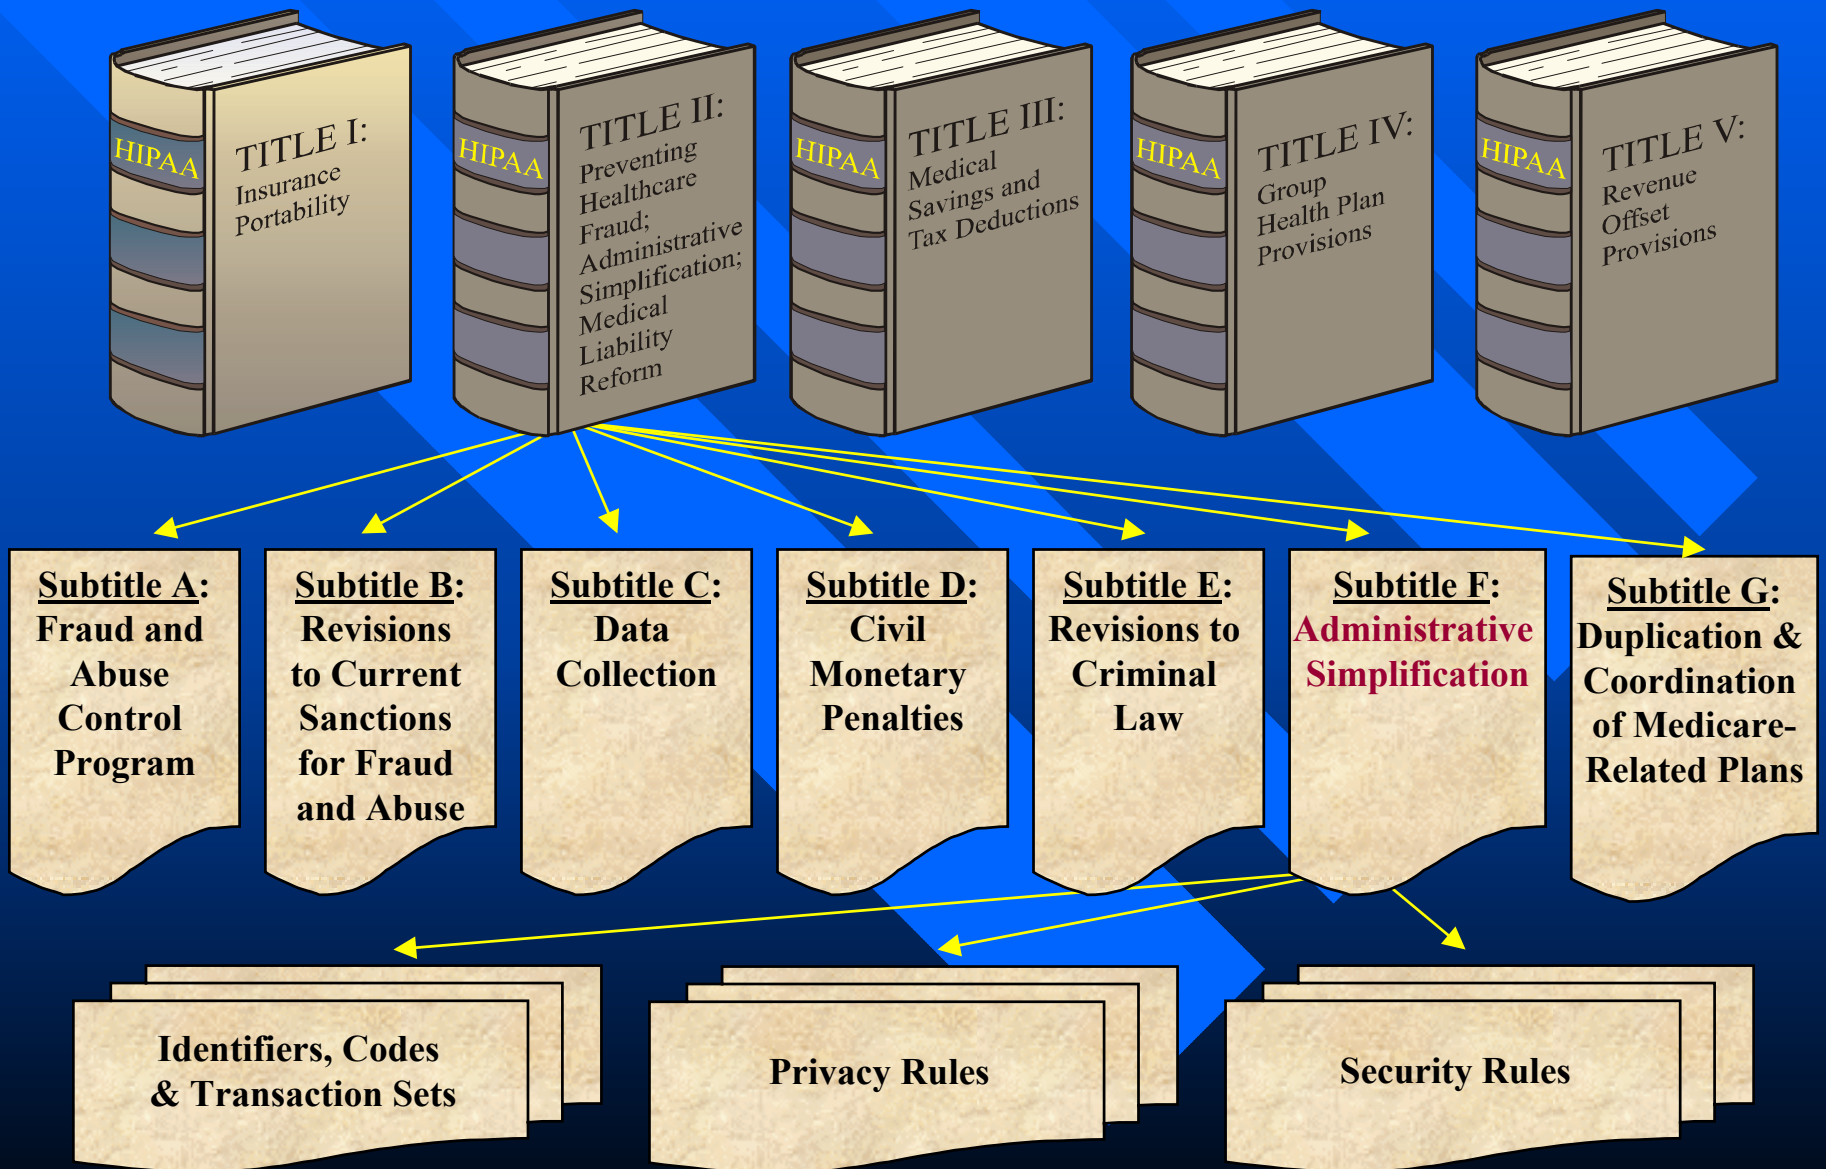 HIPAA
TITLE I:
Insurance
Portability
HIPAA
TITLE II:
Preventing
Healthcare
Fraud;
Administrative
Simplification;
Medical
Liability
Reform
HIPAA
TITLE III:
Medical
Savings and
Tax Deductions
HIPAA
TITLE IV:
Group
Health Plan
Provisions
HIPAA
TITLE V:
Revenue
Offset
Provisions
Subtitle A:
Fraud and
Abuse
Control
Program
Subtitle B:
Revisions
to Current
Sanctions
for Fraud
and Abuse
Subtitle C:
Data
Collection
Subtitle D:
Civil
Monetary
Penalties
Subtitle E:
Revisions to
Criminal
Law
Subtitle F:
Administrative
Simplification
Subtitle G:
Duplication &
Coordination
of Medicare-
Related Plans
Identifiers, Codes
& Transaction Sets
Privacy Rules
Security Rules